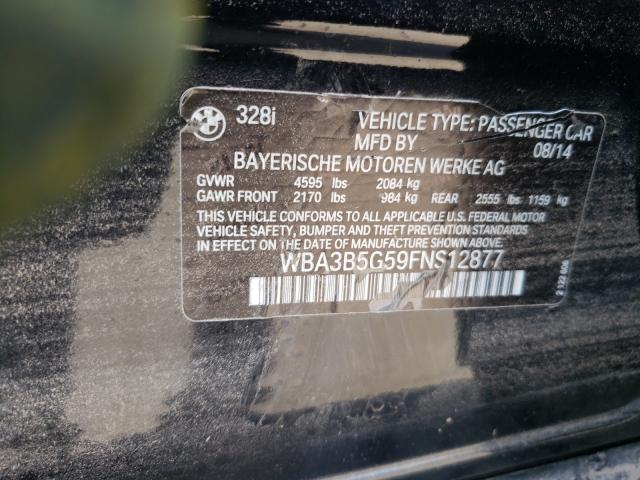 328i VEHICLE TYPE: PASSENGER CAR
MFD BY 08/14
BAYERISCHE MOTOREN WERKE AG
GVWR 4595 lbs 2084 kg
GAWR FRONT 2170 lbs 984 kg REAR 2555 lbs 1159 kg
THIS VEHICLE CONFORMS TO ALL APPLICABLE U.S. FEDERAL MOTOR
VEHICLE SAFETY, BUMPER AND THEFT PREVENTION STANDARDS
IN EFFECT ON THE DATE OF MANUFACTURE SHOWN ABOVE.
WBA3B5G59FNS12877